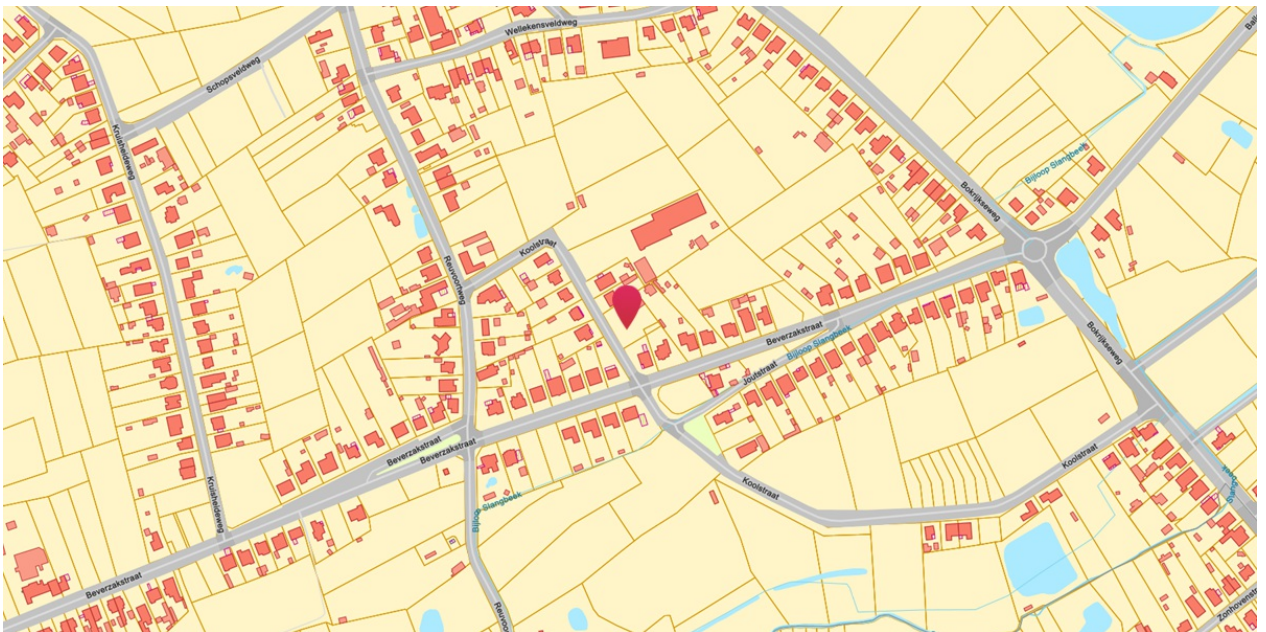 Wellekensveldweg
Schopsveldweg
Kruisheideweg
Bijloop Slangbeek
Bokrijkseweg
Koolstraat
Reuvoortweg
Beverzakstraat
Bijloop Slangbeek
Bokrijkseweg
Joutstraat
Beverzakstraat
Beverzakstraat
Koolstraat
Kruisheideweg
Koolstraat
Bijloop Slangbeek
Beverzakstraat